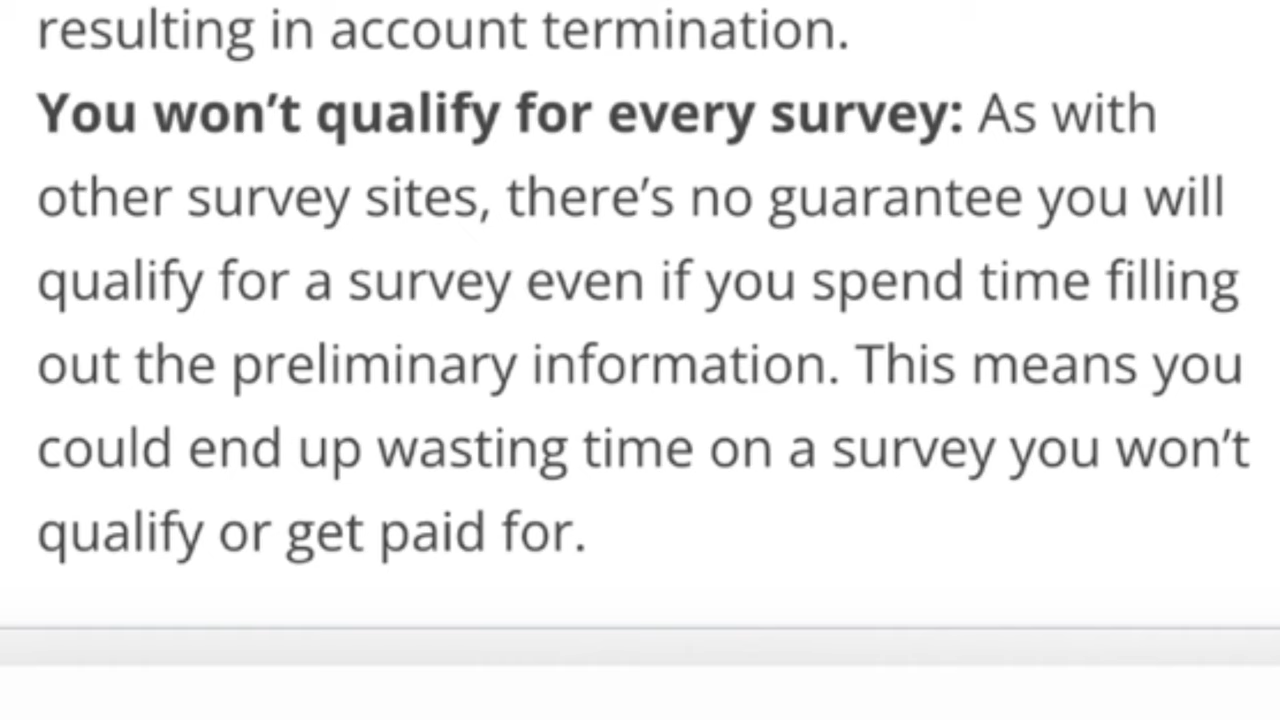 resulting in account termination.
You won’t qualify for every survey: As with
other survey sites, there’s no guarantee you will
qualify for a survey even if you spend time filling
out the preliminary information. This means you
could end up wasting time on a survey you won’t
qualify or get paid for.